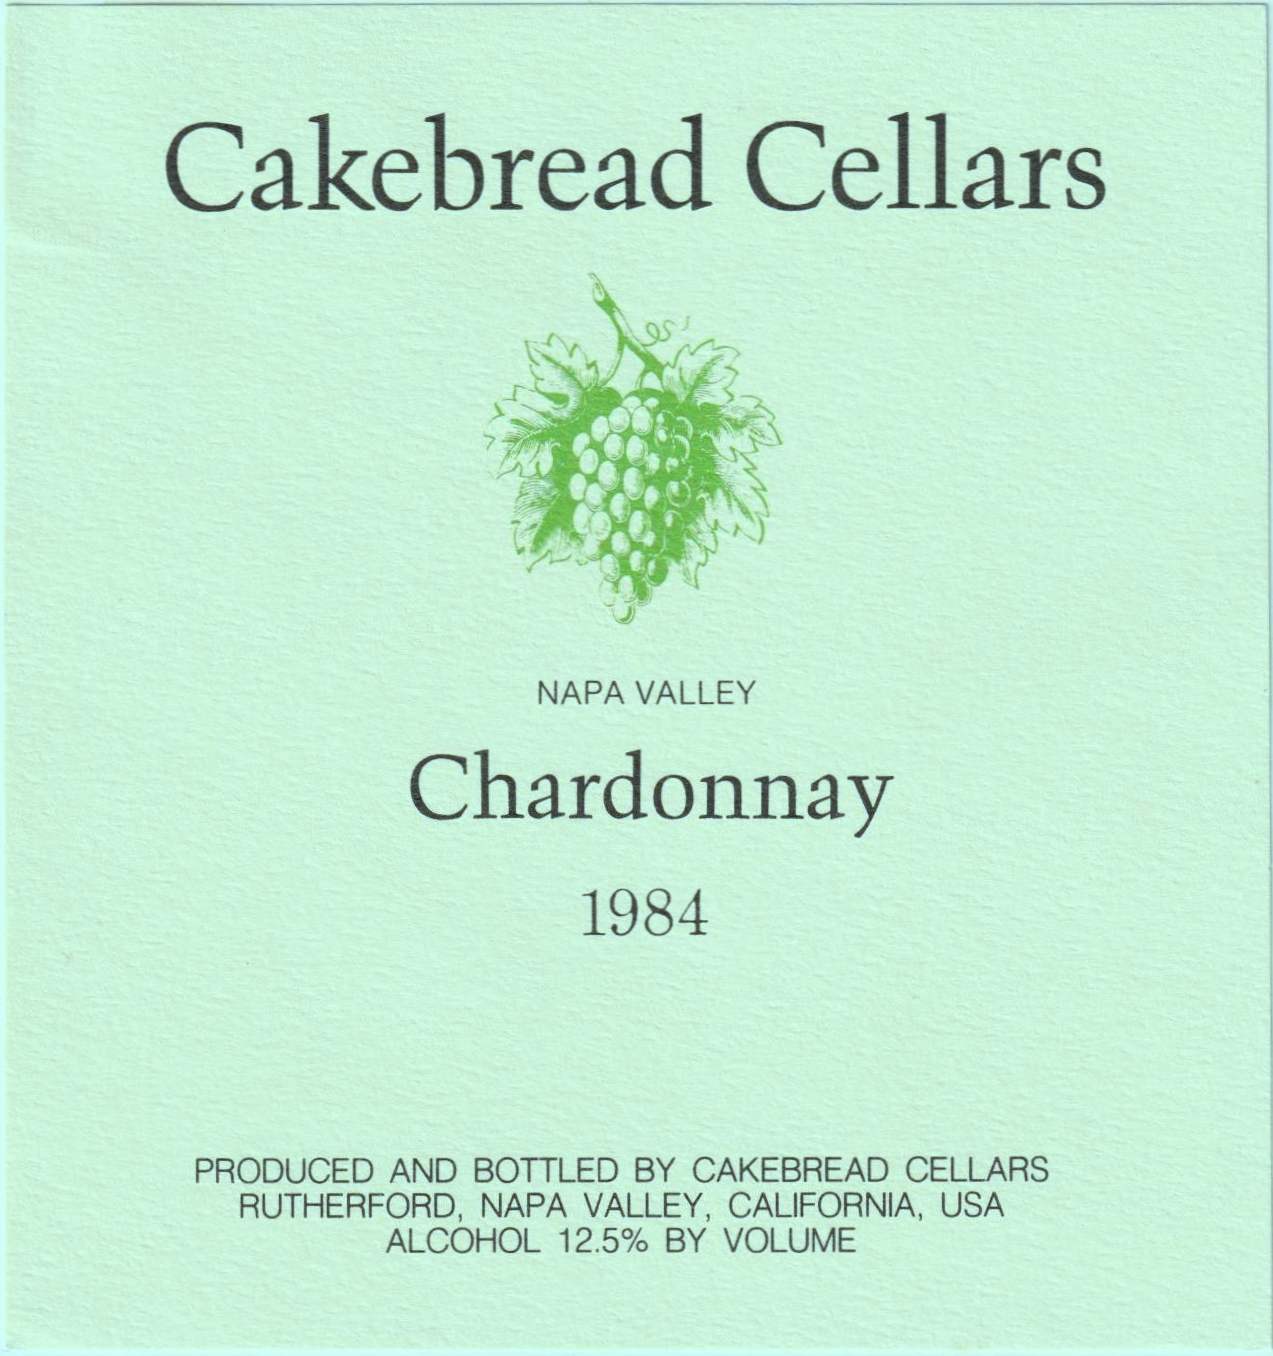 Cakebread Cellars
NAPA VALLEY
Chardonnay
1984
PRODUCED AND BOTTLED BY CAKEBREAD CELLARS
RUTHERFORD, NAPA VALLEY, CALIFORNIA, USA
ALCOHOL 12.5% BY VOLUME